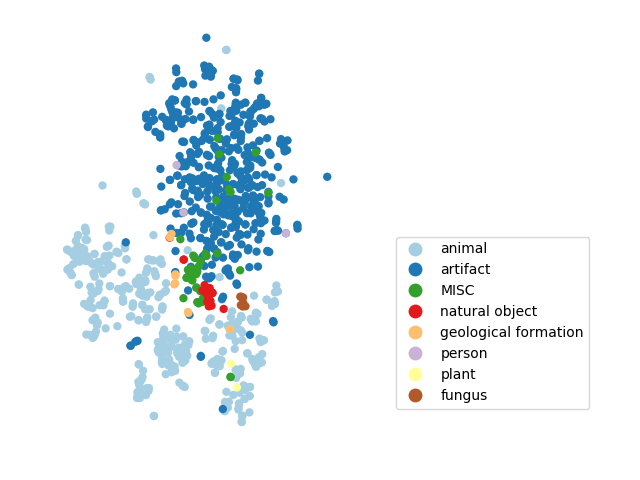 animal
artifact
MISC
natural object
geological formation
person
plant
fungus